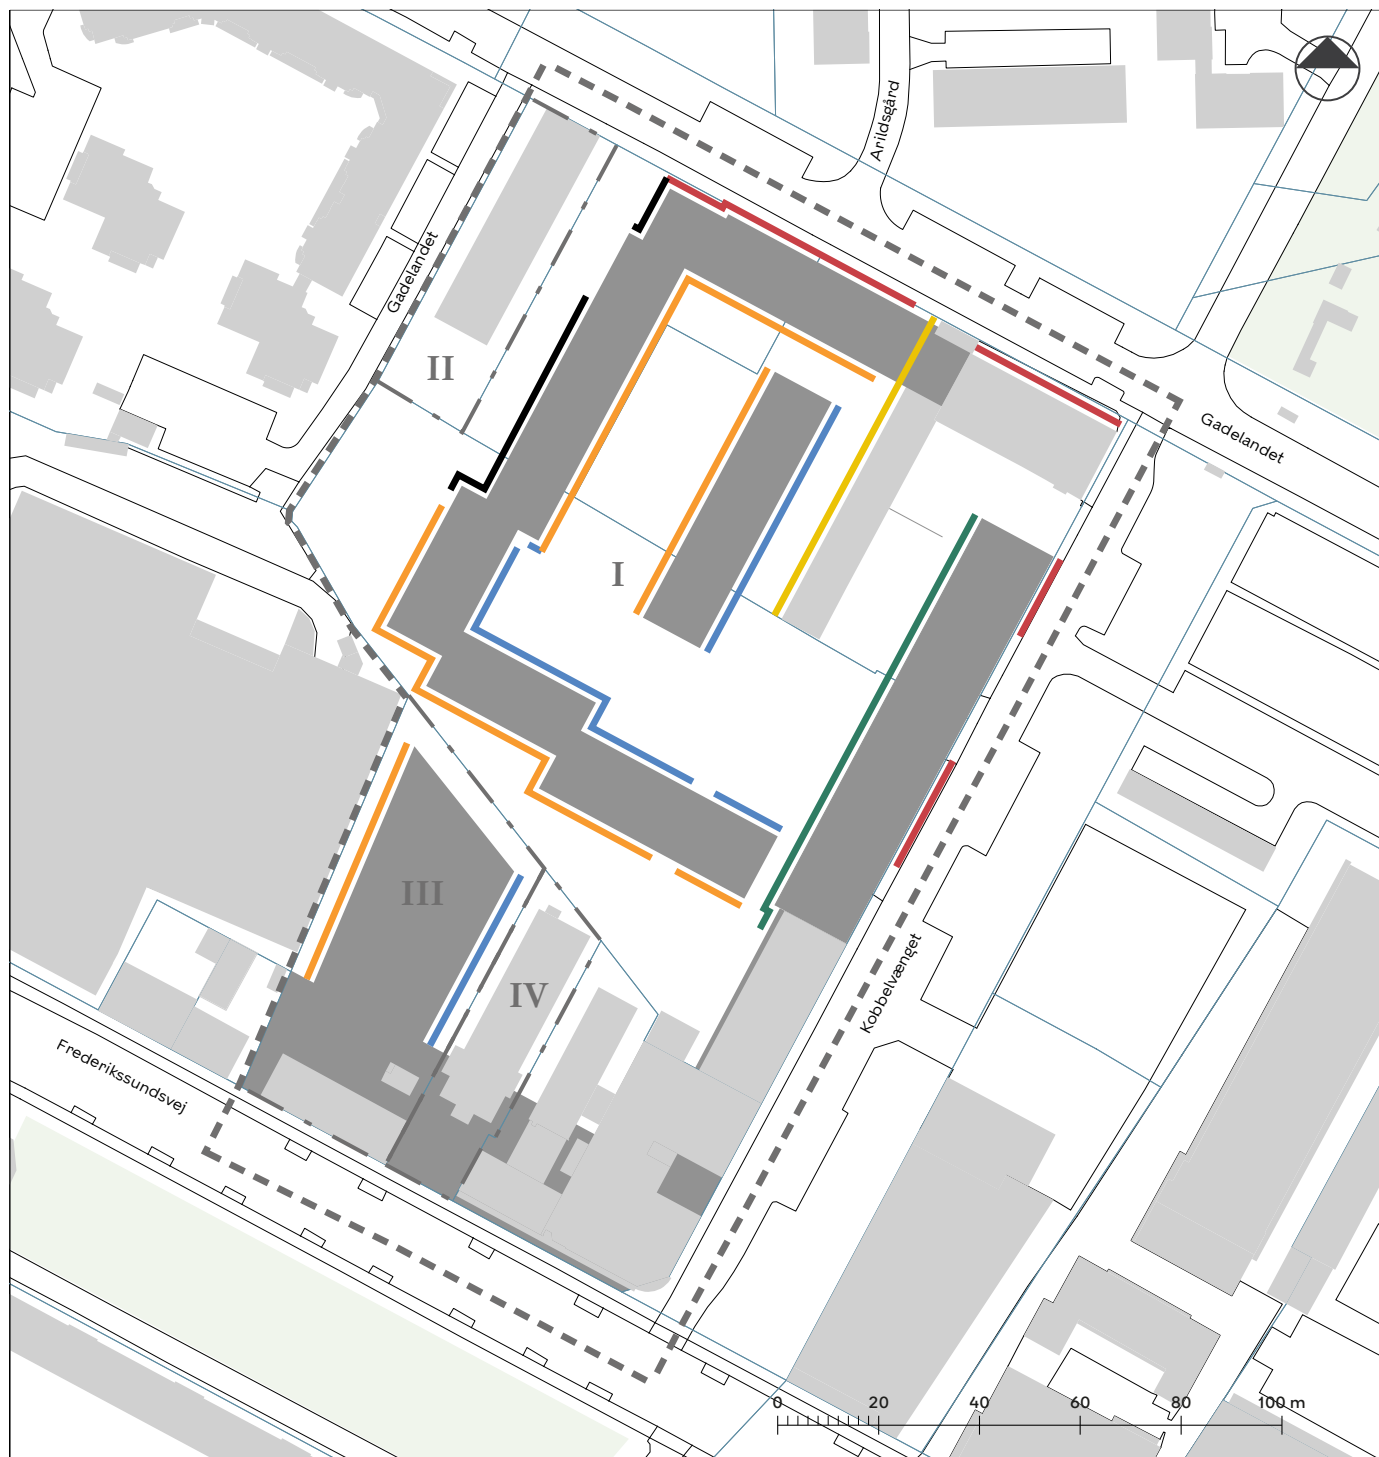 Arildsgård
Gadelandet
II
Gadelandet
I
III
IV
Kobbelvænget
Frederikssundsvej
0 20 40 60 80 100 m